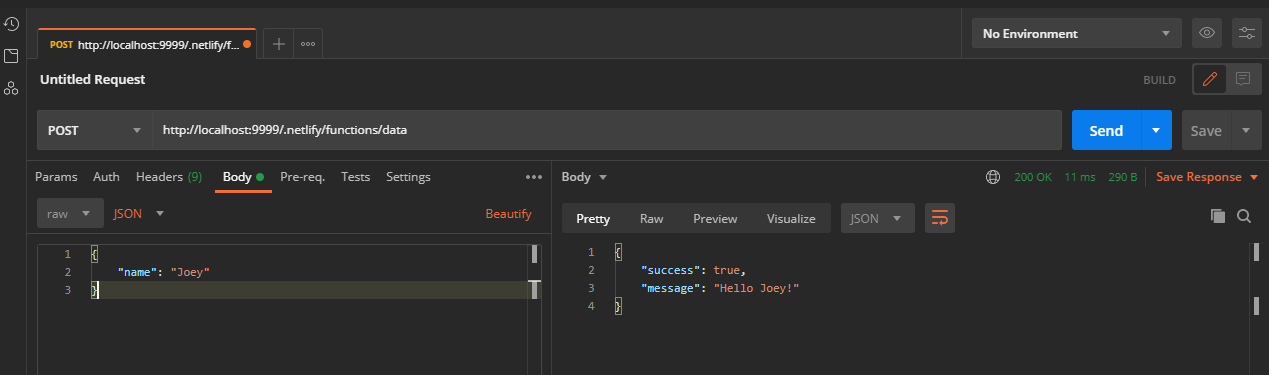 POST http://localhost:9999/.netlify/f...
No Environment
Untitled Request
BUILD
POST
http://localhost:9999/.netlify/functions/data
Send
Save
Params Auth Headers (9) Body Pre-req. Tests Settings
Body
200 OK 11 ms 290 B Save Response
raw JSON Beautify
Pretty Raw Preview Visualize JSON
1 {
2 "name": "Joey"
3 }
1 {
2 "success": true,
3 "message": "Hello Joey!"
4 }